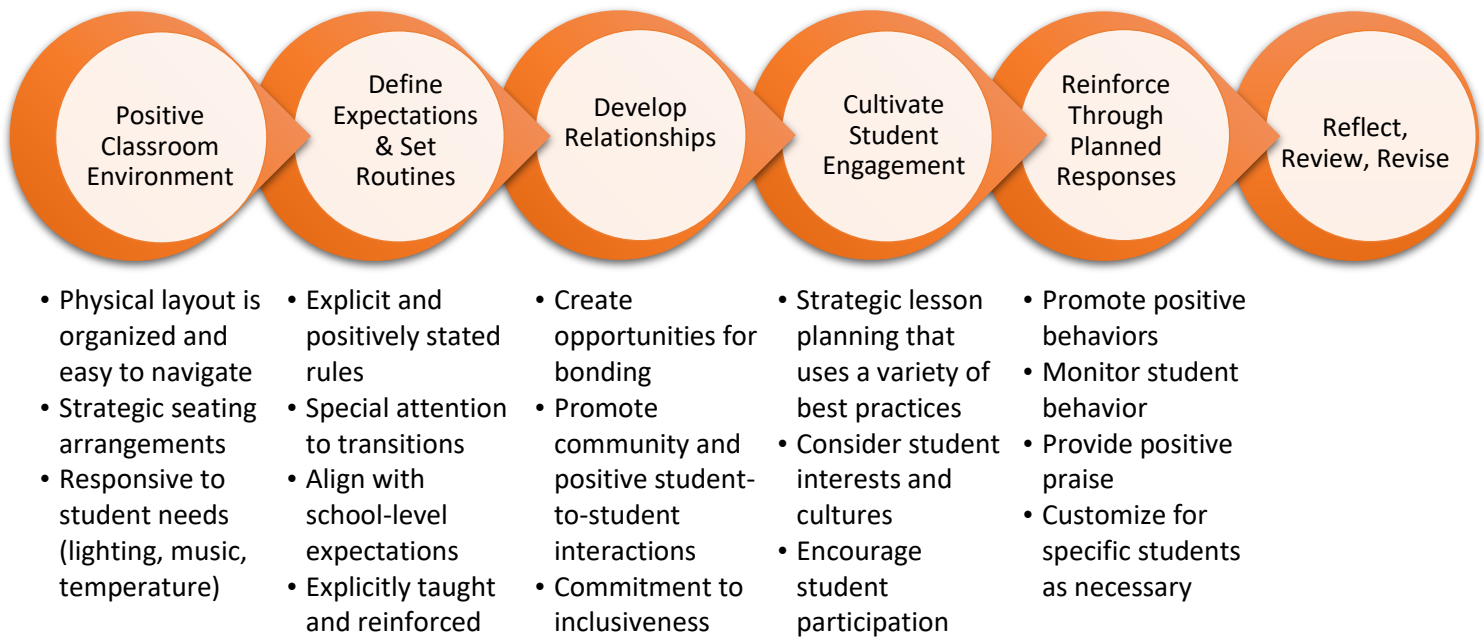 Positive
Classroom
Environment
Define
Expectations
& Set
Routines
Develop
Relationships
Cultivate
Student
Engagement
Reinforce
Through
Planned
Responses
Reflect,
Review, Revise
• Physical layout is
organized and
easy to navigate
• Strategic seating
arrangements
• Responsive to
student needs
(lighting, music,
temperature)
• Explicit and
positively stated
rules
• Special attention
to transitions
• Align with
school-level
expectations
• Explicitly taught
and reinforced
• Create
opportunities for
bonding
• Promote
community and
positive student-
to-student
interactions
• Commitment to
inclusiveness
• Strategic lesson
planning that
uses a variety of
best practices
• Consider student
interests and
cultures
• Encourage
student
participation
• Promote positive
behaviors
• Monitor student
behavior
• Provide positive
praise
• Customize for
specific students
as necessary